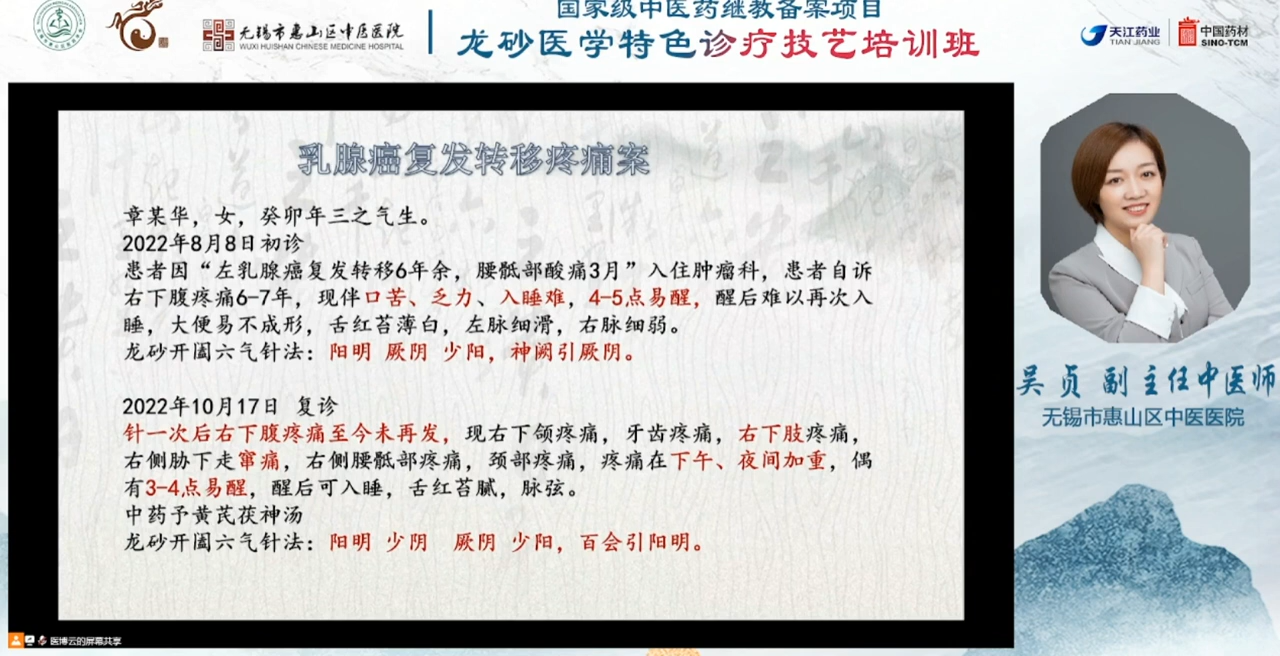 无锡市惠山区中医医院
WUXI HUISHAN CHINESE MEDICINE HOSPITAL
国家级中医药继教备案项目
龙砂医学特色诊疗技艺培训班
天江药业
TIAN JIANG
中国药材
SINO-TCM
乳腺癌复发转移疼痛案
章某华，女，癸卯年三之气生。
2022年8月8日初诊
患者因“左乳腺癌复发转移6年余，腰骶部酸痛3月”入住肿瘤科，患者自诉
右下腹疼痛6-7年，现伴口苦、乏力、入睡难，4-5点易醒，醒后难以再次入
睡，大便易不成形，舌红苔薄白，左脉细滑，右脉细弱。
龙砂开阖六气针法：阳明 厥阴 少阳，神阙引厥阴。
2022年10月17日 复诊
针一次后右下腹疼痛至今未再发，现右下颌疼痛，牙齿疼痛，右下肢疼痛，
右侧胁下走窜痛，右侧腰骶部疼痛，颈部疼痛，疼痛在下午、夜间加重，偶
有3-4点易醒，醒后可入睡，舌红苔腻，脉弦。
中药予黄芪茯神汤
龙砂开阖六气针法：阳明 少阴 厥阴 少阳，百会引阳明。
吴贞 副主任中医师
无锡市惠山区中医医院
医博云的屏幕共享